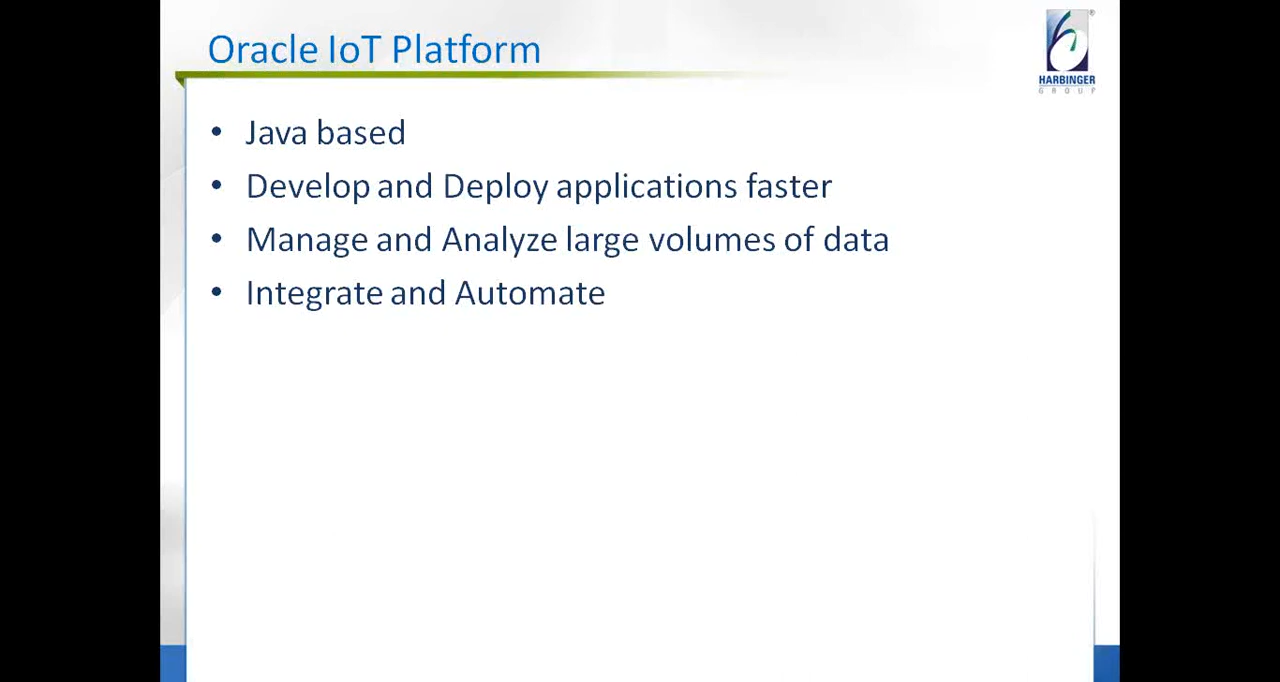 Oracle IoT Platform
®
HARBINGER
GROUP
• Java based
• Develop and Deploy applications faster
• Manage and Analyze large volumes of data
• Integrate and Automate